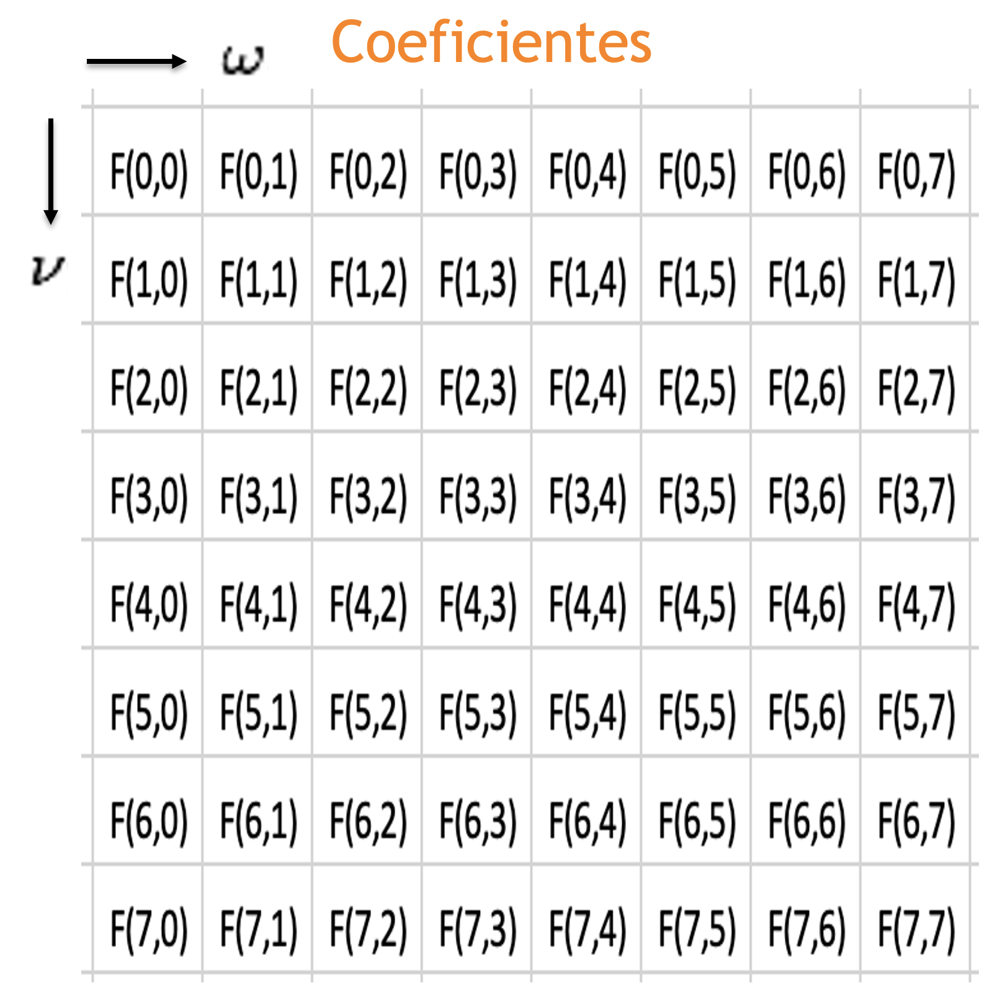 Coeficientes
ω
ν
F(0,0) F(0,1) F(0,2) F(0,3) F(0,4) F(0,5) F(0,6) F(0,7)
F(1,0) F(1,1) F(1,2) F(1,3) F(1,4) F(1,5) F(1,6) F(1,7)
F(2,0) F(2,1) F(2,2) F(2,3) F(2,4) F(2,5) F(2,6) F(2,7)
F(3,0) F(3,1) F(3,2) F(3,3) F(3,4) F(3,5) F(3,6) F(3,7)
F(4,0) F(4,1) F(4,2) F(4,3) F(4,4) F(4,5) F(4,6) F(4,7)
F(5,0) F(5,1) F(5,2) F(5,3) F(5,4) F(5,5) F(5,6) F(5,7)
F(6,0) F(6,1) F(6,2) F(6,3) F(6,4) F(6,5) F(6,6) F(6,7)
F(7,0) F(7,1) F(7,2) F(7,3) F(7,4) F(7,5) F(7,6) F(7,7)